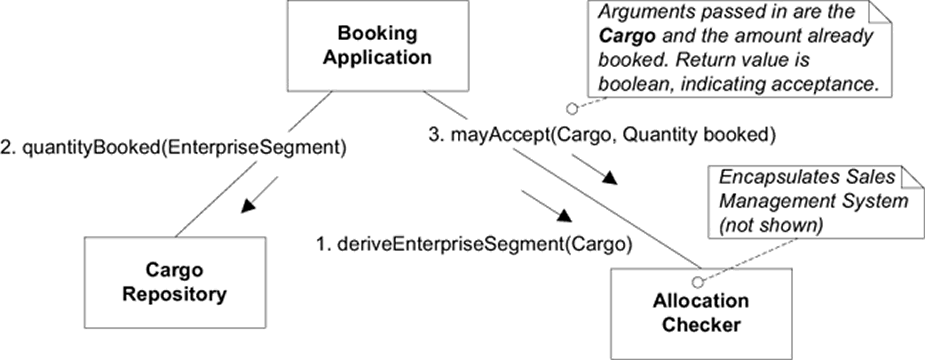 Booking
Application
Arguments passed in are the
Cargo and the amount already
booked. Return value is
boolean, indicating acceptance.
2. quantityBooked(EnterpriseSegment)
3. mayAccept(Cargo, Quantity booked)
Encapsulates Sales
Management System
(not shown)
1. deriveEnterpriseSegment(Cargo)
Cargo
Repository
Allocation
Checker